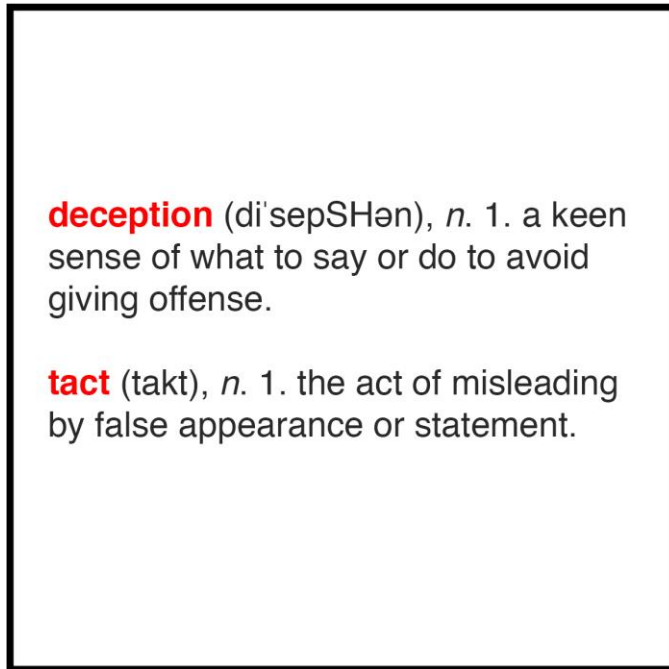 deception (diˈsepSHən), n. 1. a keen
sense of what to say or do to avoid
giving offense.
tact (takt), n. 1. the act of misleading
by false appearance or statement.